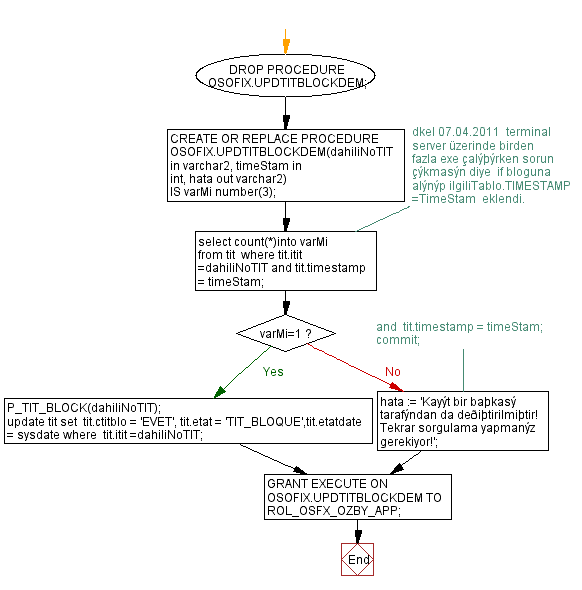 DROP PROCEDURE
OSOFIX.UPDTITBLOCKDEM;
CREATE OR REPLACE PROCEDURE
OSOFIX.UPDTITBLOCKDEM(dahiliNoTIT
in varchar2, timeStam in
int, hata out varchar2)
IS varMi number(3);
dkel 07.04.2011 terminal
server üzerinde birden
fazla exe çalýþýrken sorun
çýkmasýn diye if bloguna
alýnýp ilgiliTablo.TIMESTAMP
=TimeStam eklendi.
select count(*)into varMi
from tit where tit.itit
=dahiliNoTIT and tit.timestamp
= timeStam;
varMi=1 ?
and tit.timestamp = timeStam;
commit;
Yes
No
P_TIT_BLOCK(dahiliNoTIT);
update tit set tit.ctitblo = 'EVET', tit.etat = 'TIT_BLOQUE',tit.etatdate
= sysdate where tit.itit =dahiliNoTIT;
hata := 'Kayýt bir baþkasý
tarafýndan da deðiþtirilmiþtir!
Tekrar sorgulama yapmanýz
gerekiyor!';
GRANT EXECUTE ON
OSOFIX.UPDTITBLOCKDEM TO
ROL_OSFX_OZBY_APP;
End